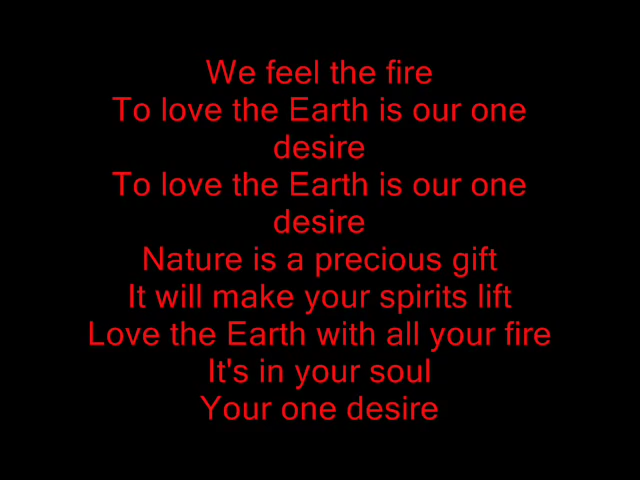 We feel the fire
To love the Earth is our one
desire
To love the Earth is our one
desire
Nature is a precious gift
It will make your spirits lift
Love the Earth with all your fire
It's in your soul
Your one desire